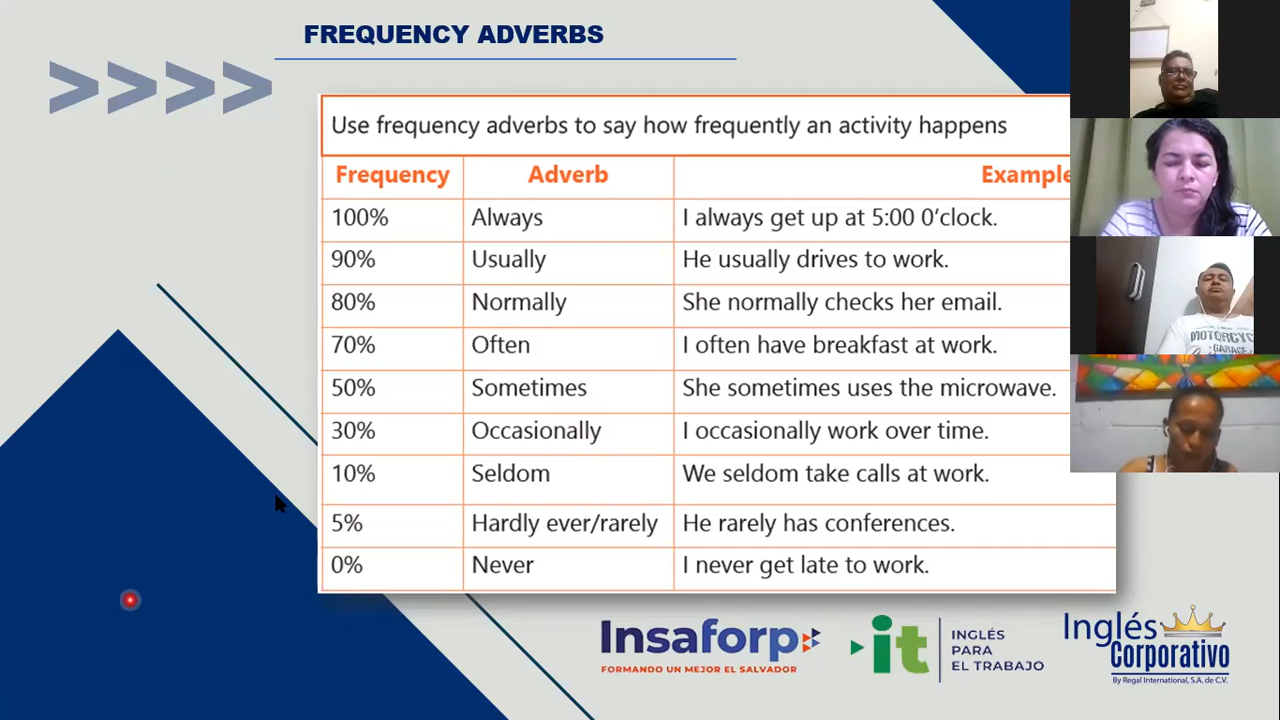 FREQUENCY ADVERBS
Use frequency adverbs to say how frequently an activity happens
Frequency Adverb Example
100% Always I always get up at 5:00 0'clock.
90% Usually He usually drives to work.
80% Normally She normally checks her email.
70% Often I often have breakfast at work.
50% Sometimes She sometimes uses the microwave.
30% Occasionally I occasionally work over time.
10% Seldom We seldom take calls at work.
5% Hardly ever/rarely He rarely has conferences.
0% Never I never get late to work.
MOTORCYC
GARAGE
Insaforp
FORMANDO UN MEJOR EL SALVADOR
it
INGLÉS
PARA
EL TRABAJO
Inglés
Corporativo
By Regal International, S.A. de C.V.